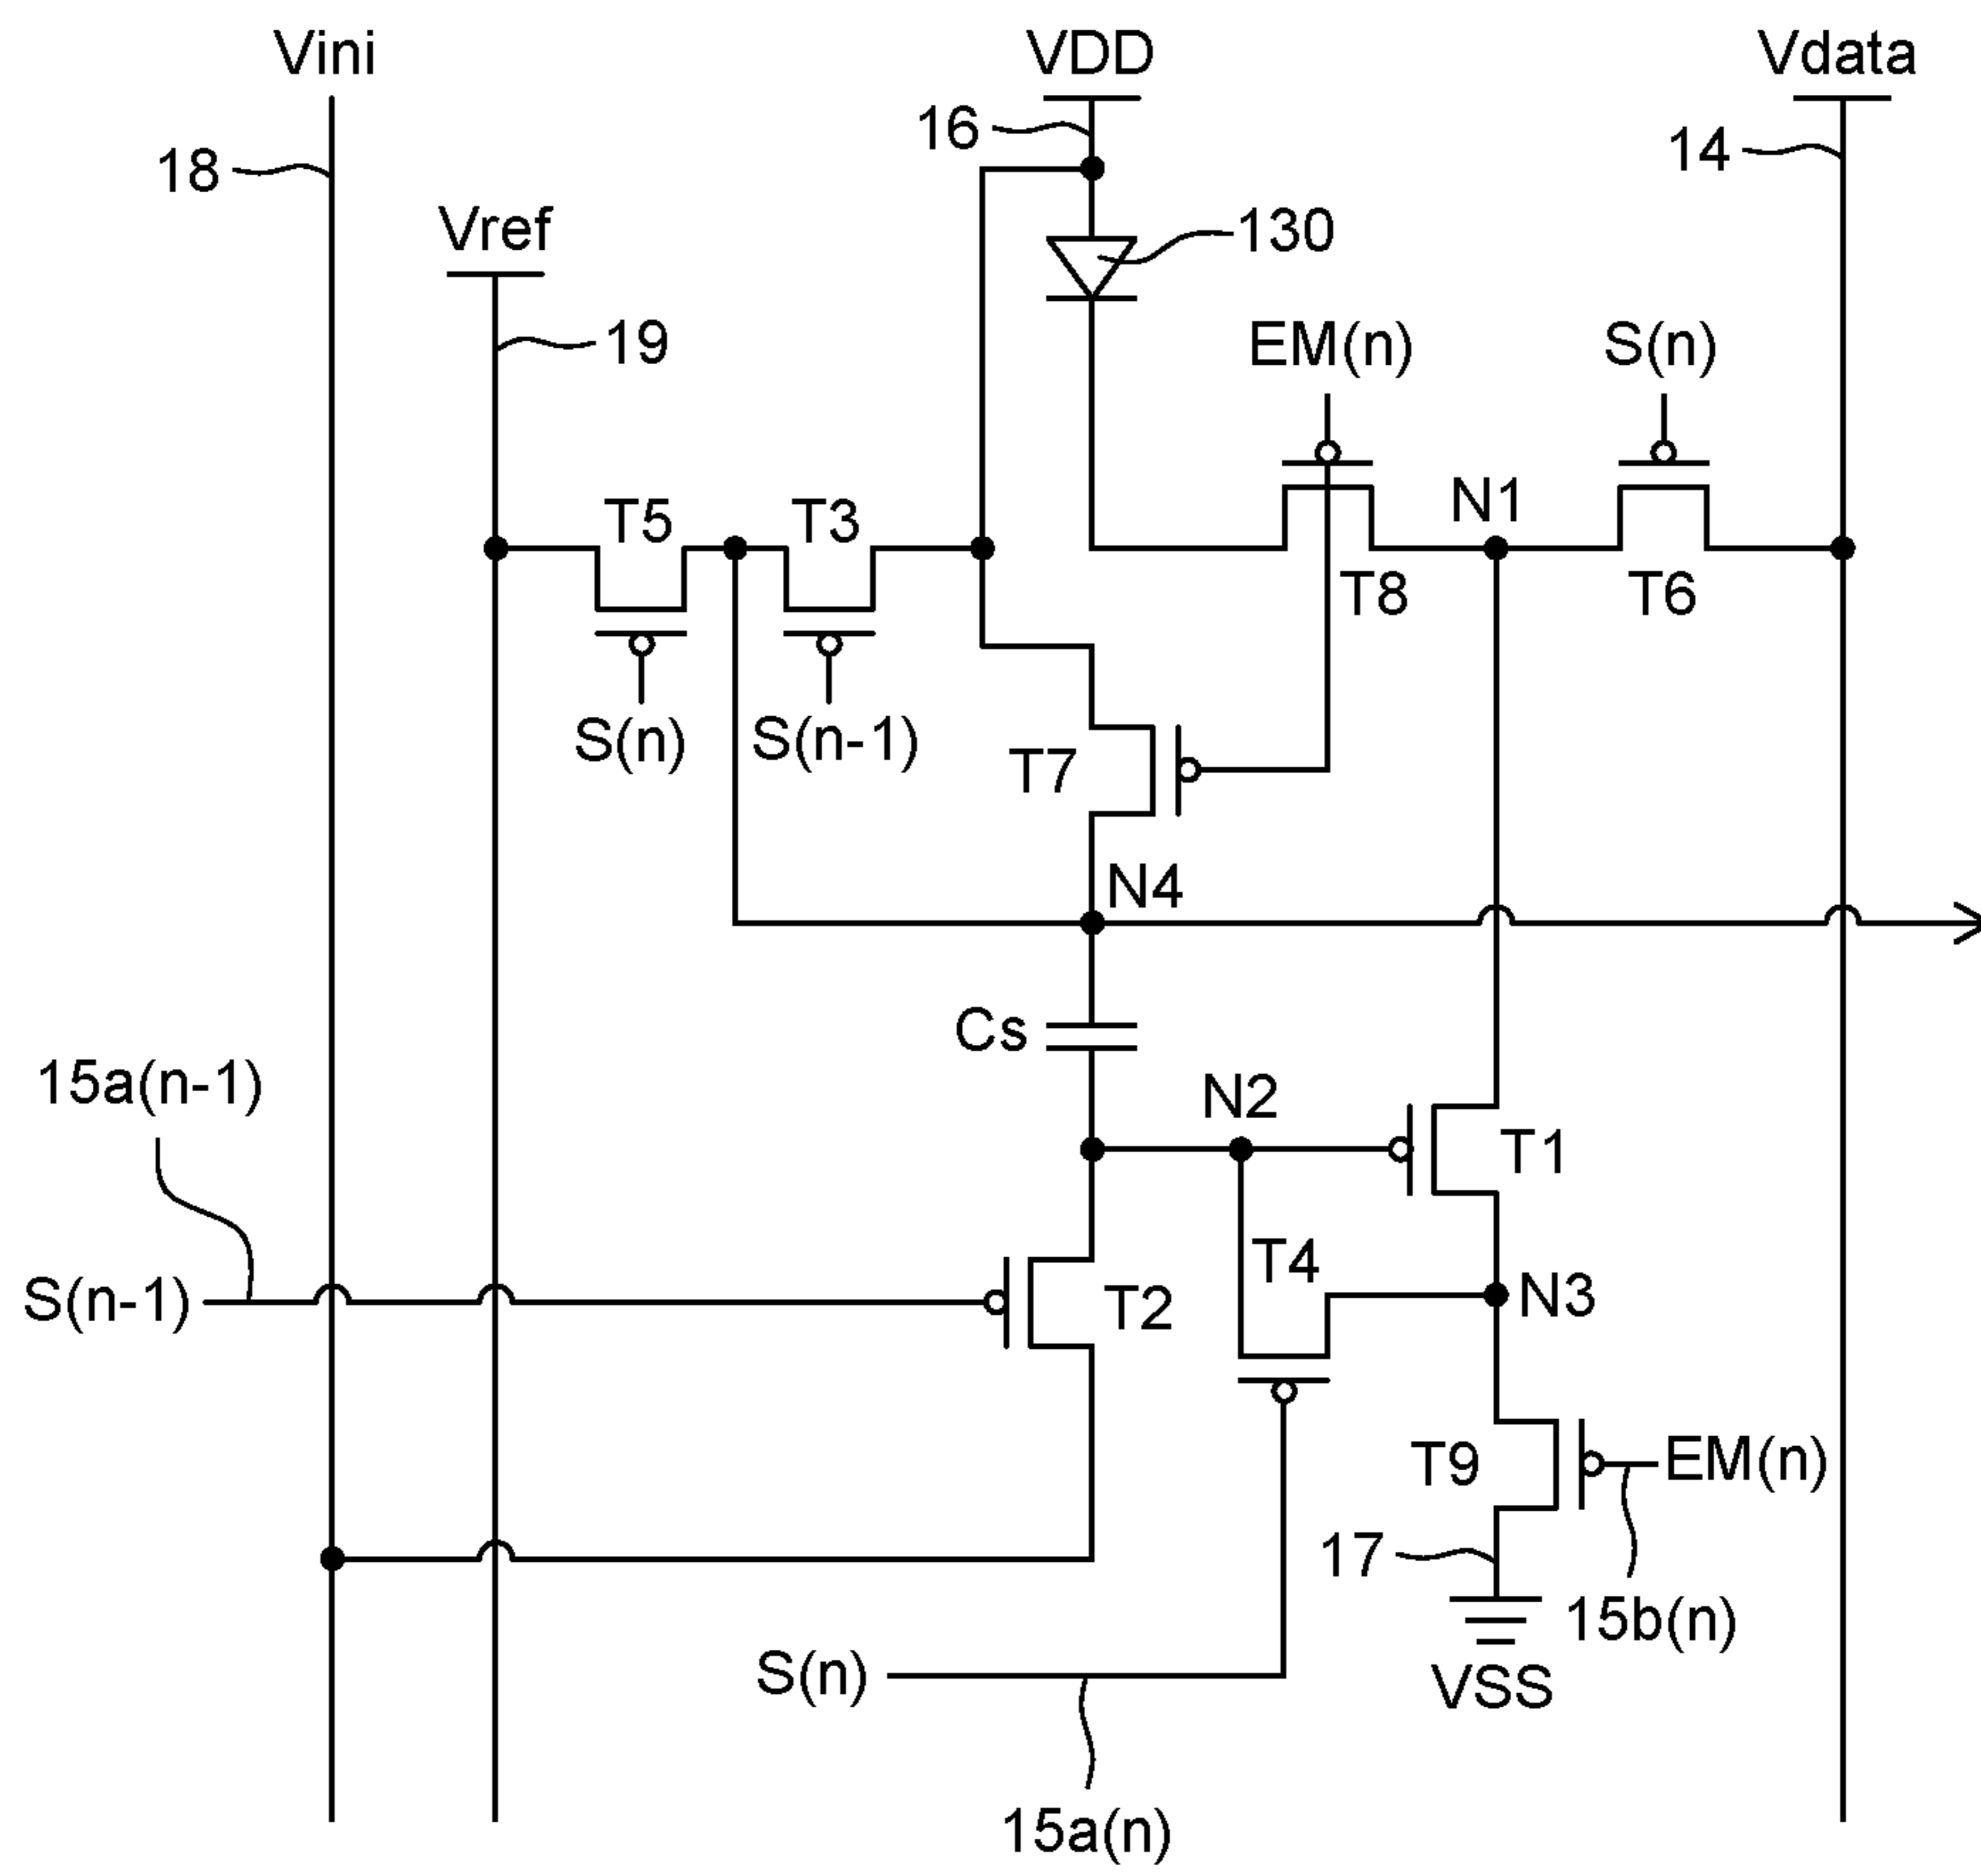 Vini
VDD
Vdata
16
14
18
Vref
130
19
EM(n)
S(n)
T5
T3
N1
T8
T6
S(n)
S(n-1)
T7
N4
Cs
15a(n-1)
N2
T1
T4
S(n-1)
T2
N3
T9
EM(n)
17
15b(n)
S(n)
VSS
15a(n)